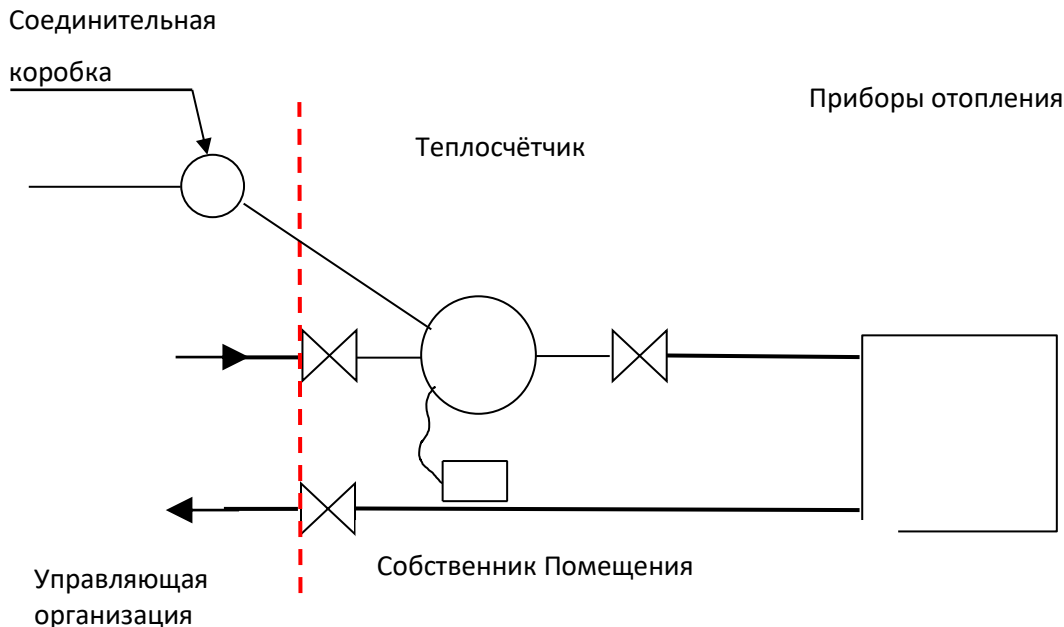 Соединительная
коробка
Приборы отопления
Теплосчётчик
Собственник Помещения
Управляющая
организация